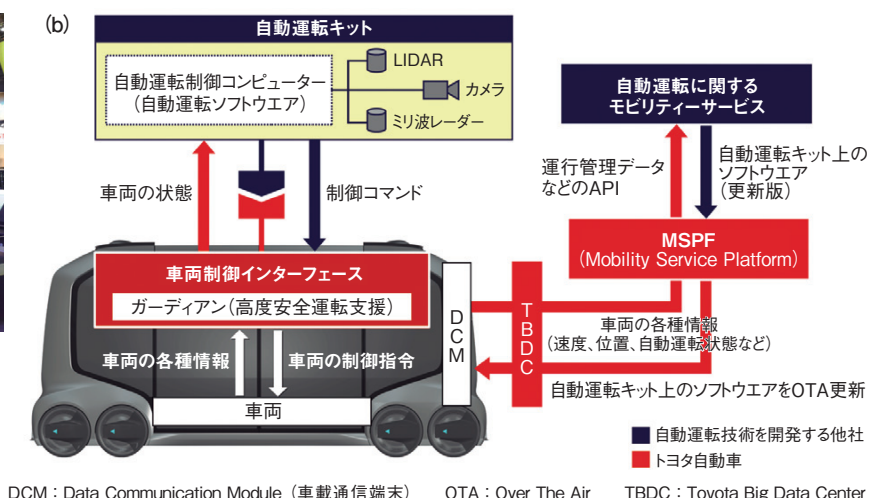 (b)
自動運転キット
自動運転制御コンピューター
(自動運転ソフトウエア)
LIDAR
カメラ
ミリ波レーダー
車両の状態
制御コマンド
車両制御インターフェース
ガーディアン(高度安全運転支援)
車両の各種情報
車両の制御指令
車両
DCM
TBDC
自動運転に関する
モビリティーサービス
運行管理データ
などのAPI
自動運転キット上の
ソフトウエア
(更新版)
MSPF
(Mobility Service Platform)
車両の各種情報
(速度、位置、自動運転状態など)
自動運転キット上のソフトウエアをOTA更新
自動運転技術を開発する他社
トヨタ自動車
DCM:Data Communication Module(車載通信端末) OTA:Over The Air TBDC:Toyota Big Data Center